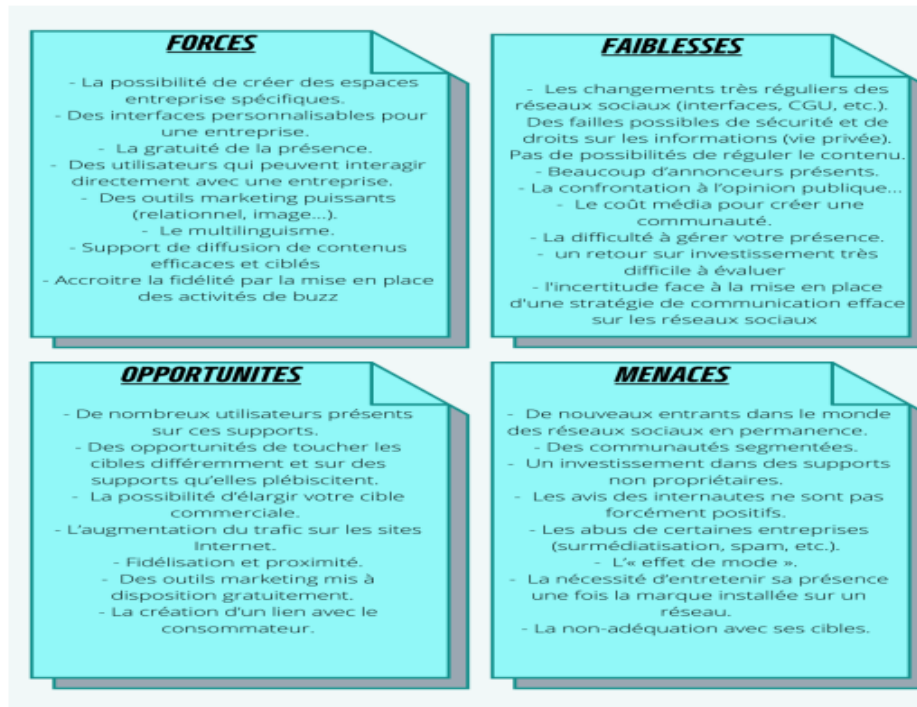 FORCES
- La possibilité de créer des espaces
entreprise spécifiques.
- Des interfaces personnalisables pour
une entreprise.
- La gratuité de la présence.
- Des utilisateurs qui peuvent interagir
directement avec une entreprise.
- Des outils marketing puissants
(relationnel, image...).
- Le multilinguisme.
- Support de diffusion de contenus
efficaces et ciblés
- Accroitre la fidélité par la mise en place
des activités de buzz
FAIBLESSES
- Les changements très réguliers des
réseaux sociaux (interfaces, CGU, etc.).
Des failles possibles de sécurité et de
droits sur les informations (vie privée).
Pas de possibilités de réguler le contenu.
- Beaucoup d'annonceurs présents.
- La confrontation à l'opinion publique...
- Le coût média pour créer une
communauté.
- La difficulté à gérer votre présence.
- un retour sur investissement très
difficile à évaluer
- l'incertitude face à la mise en place
d'une stratégie de communication efface
sur les réseaux sociaux
OPPORTUNITES
- De nombreux utilisateurs présents
sur ces supports.
- Des opportunités de toucher les
cibles différemment et sur des
supports qu'elles plébiscitent.
- La possibilité d'élargir votre cible
commerciale.
- L'augmentation du trafic sur les sites
Internet.
- Fidélisation et proximité.
- Des outils marketing mis à
disposition gratuitement.
- La création d'un lien avec le
consommateur.
MENACES
- De nouveaux entrants dans le monde
des réseaux sociaux en permanence.
- Des communautés segmentées.
- Un investissement dans des supports
non propriétaires.
- Les avis des internautes ne sont pas
forcément positifs.
- Les abus de certaines entreprises
(surmédiatisation, spam, etc.).
- L'« effet de mode ».
- La nécessité d'entretenir sa présence
une fois la marque installée sur un
réseau.
- La non-adéquation avec ses cibles.